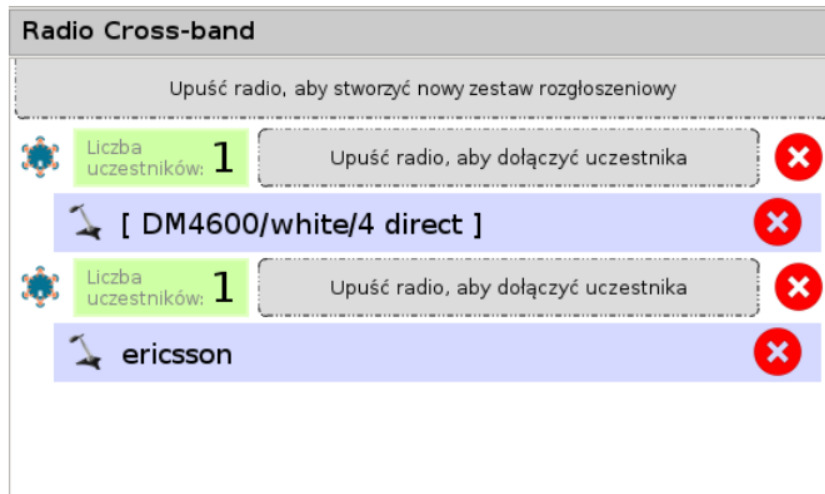 Radio Cross-band
Upuść radio, aby stworzyć nowy zestaw rozgłoszeniowy
Liczba
uczestników: 1
Upuść radio, aby dołączyć uczestnika
[ DM4600/white/4 direct ]
Liczba
uczestników: 1
Upuść radio, aby dołączyć uczestnika
ericsson